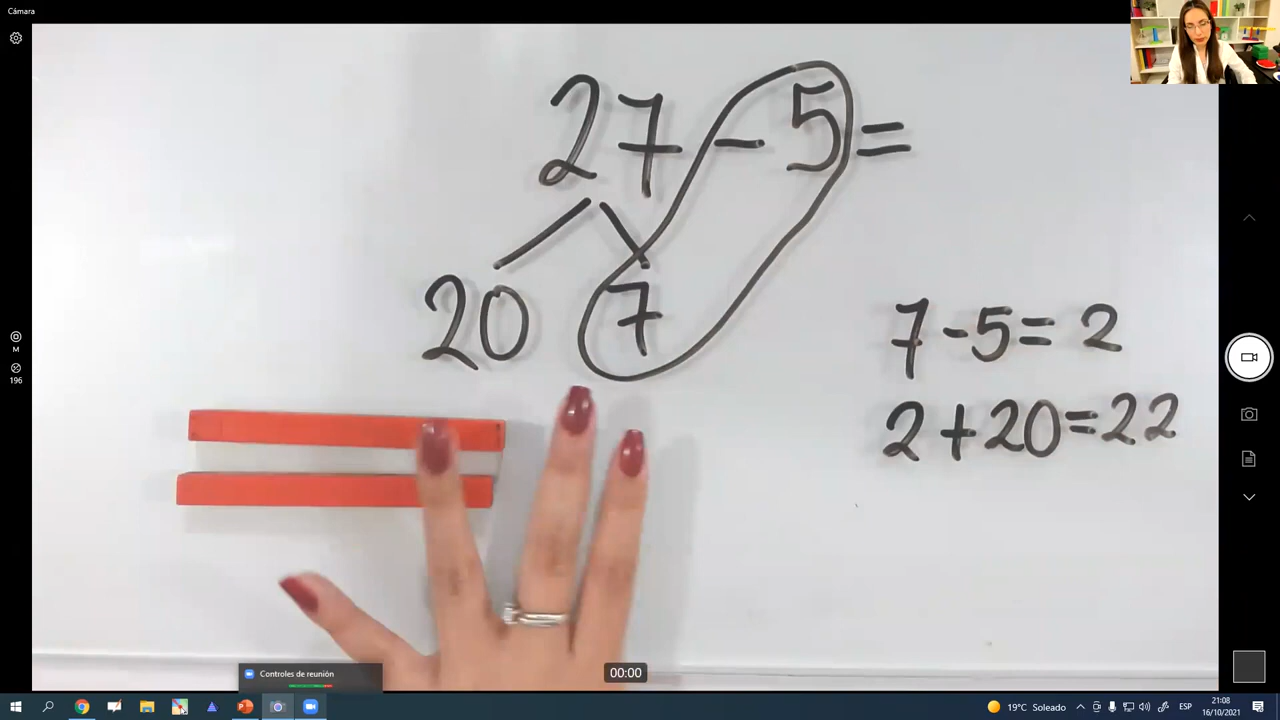 Cámara
27 - 5 =
20 7
7 - 5 = 2
2 + 20 = 22
M
196
Controles de reunión
00:00
19°C Soleado
ESP
21:08
16/10/2021